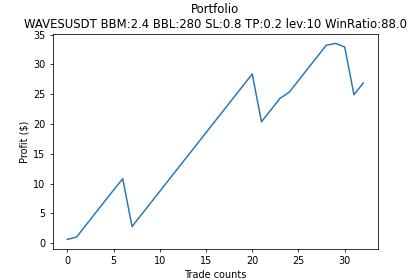 Portfolio
WAVESUSDT BBM:2.4 BBL:280 SL:0.8 TP:0.2 lev:10 WinRatio:88.0
35
30
25
20
15
10
5
0
Profit ($)
0 5 10 15 20 25 30
Trade counts